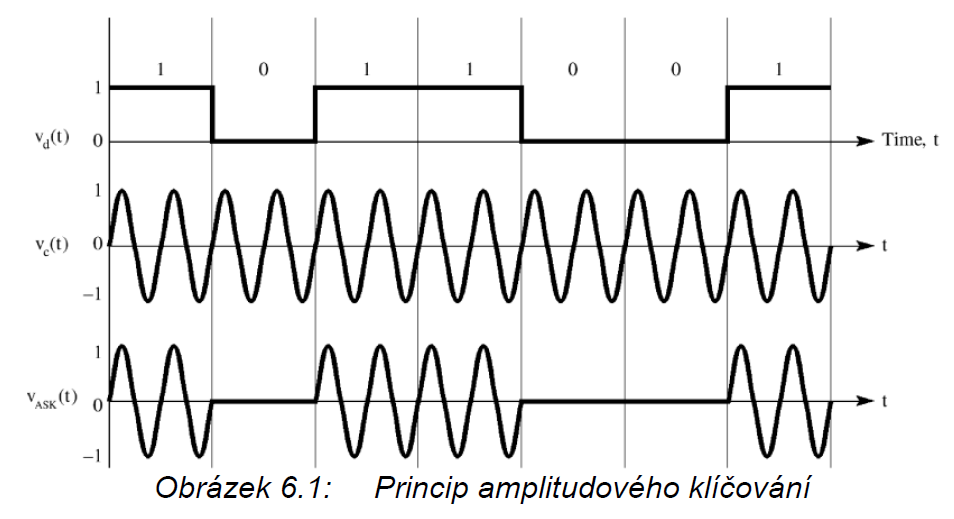 1 0 1 1 0 0 1
1
v_d(t) 0 Time, t
1
v_c(t) 0 t
−1
1
v_ASK(t) 0 t
−1
Obrázek 6.1: Princip amplitudového klíčování